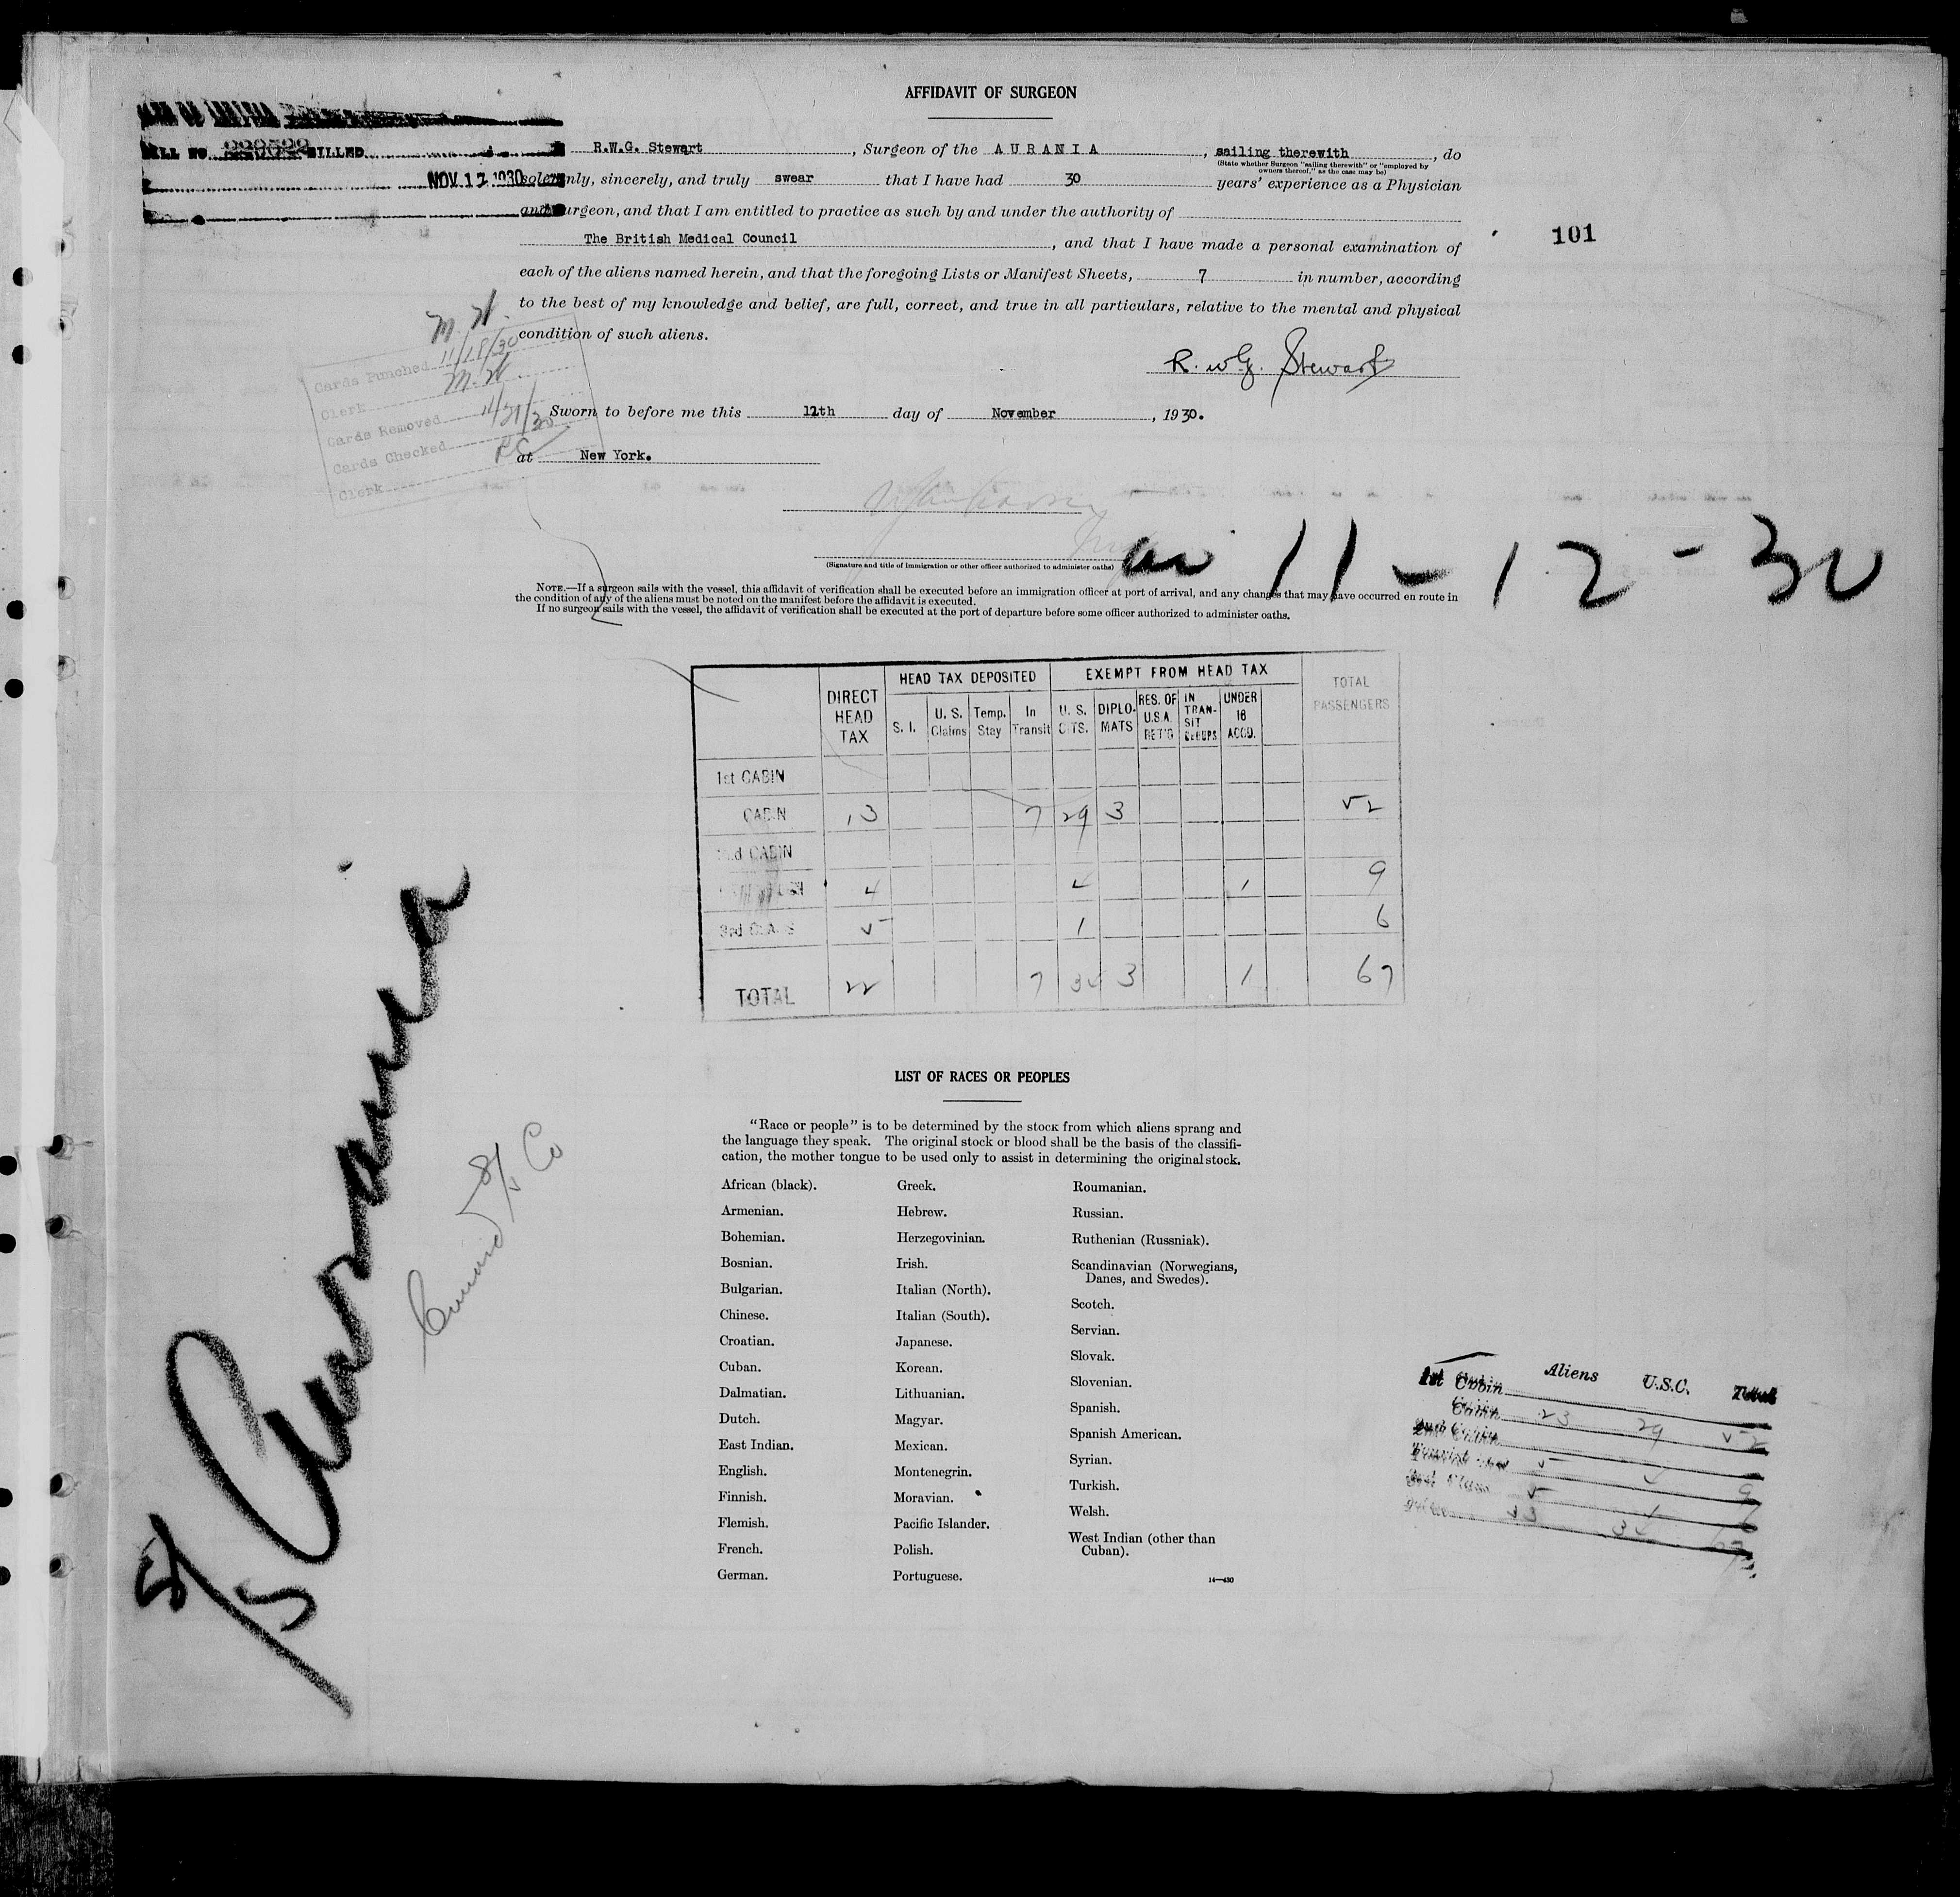 AFFIDAVIT OF SURGEON
BILL NO. BILLED
NOV 17 1930
R.W.G. Stewart, Surgeon of the AURANIA, sailing therewith, do
(State whether Surgeon "sailing therewith" or "employed by
owners thereof," as the case may be)
solemnly, sincerely, and truly swear that I have had 30 years' experience as a Physician
and Surgeon, and that I am entitled to practice as such by and under the authority of
The British Medical Council, and that I have made a personal examination of
101
each of the aliens named herein, and that the foregoing Lists or Manifest Sheets, 7 in number, according
to the best of my knowledge and belief, are full, correct, and true in all particulars, relative to the mental and physical
condition of such aliens.
R. W. G. Stewart
Cards Punched 11/18/30
Clerk M.H.
Cards Removed
Cards Checked
Clerk
Sworn to before me this 12th day of November, 1930.
at New York.
(Signature and title of immigration or other officer authorized to administer oaths)
11-12-30
NOTE.—If a surgeon sails with the vessel, this affidavit of verification shall be executed before an immigration officer at port of arrival, and any change that may have occurred en route in
the condition of any of the aliens must be noted on the manifest before the affidavit is executed.
If no surgeon sails with the vessel, the affidavit of verification shall be executed at the port of departure before some officer authorized to administer oaths.
DIRECT HEAD TAX HEAD TAX DEPOSITED EXEMPT FROM HEAD TAX TOTAL PASSENGERS
S. I. U. S. Claims Temp. Stay In Transit U. S. CITS. DIPLOMATS RES. OF U.S.A. RET'G IN TRANSIT UNDER 16 ACCD.
1st CABIN
CABIN 13 7 29 3 52
2nd CABIN
4 4 1 9
3rd CLASS 5 1 6
TOTAL 22 7 34 3 1 67
SS Aurania
Cunard S/S Co
LIST OF RACES OR PEOPLES
"Race or people" is to be determined by the stock from which aliens sprang and
the language they speak. The original stock or blood shall be the basis of the classifi-
cation, the mother tongue to be used only to assist in determining the original stock.
African (black).
Armenian.
Bohemian.
Bosnian.
Bulgarian.
Chinese.
Croatian.
Cuban.
Dalmatian.
Dutch.
East Indian.
English.
Finnish.
Flemish.
French.
German.
Greek.
Hebrew.
Herzegovinian.
Irish.
Italian (North).
Italian (South).
Japanese.
Korean.
Lithuanian.
Magyar.
Mexican.
Montenegrin.
Moravian.
Pacific Islander.
Polish.
Portuguese.
Roumanian.
Russian.
Ruthenian (Russniak).
Scandinavian (Norwegians,
Danes, and Swedes).
Scotch.
Servian.
Slovak.
Slovenian.
Spanish.
Spanish American.
Syrian.
Turkish.
Welsh.
West Indian (other than
Cuban).
14—430
Aliens U.S.C. Total
1st Cabin
Cabin 23 29 52